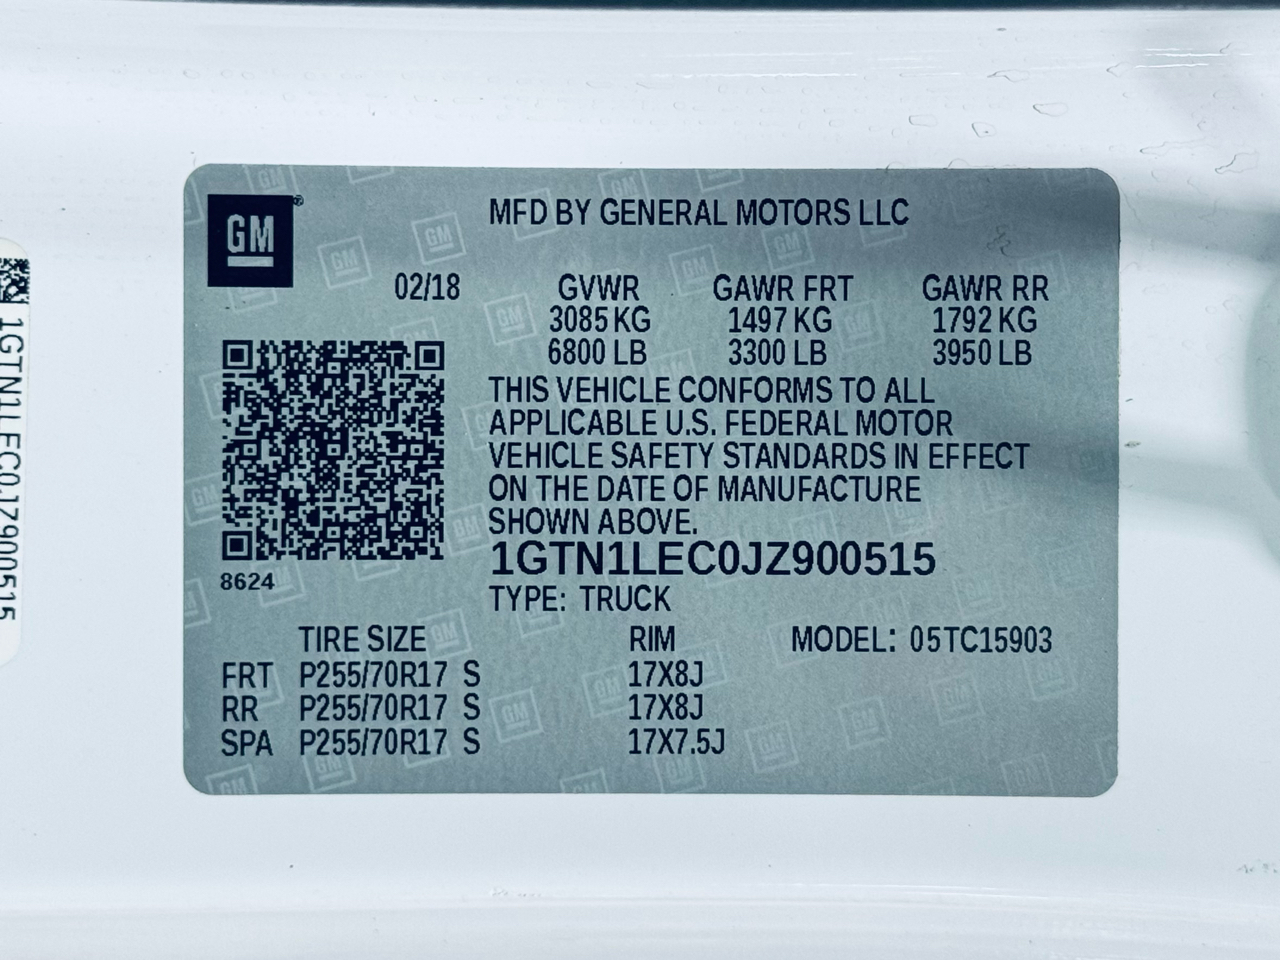 GM
MFD BY GENERAL MOTORS LLC
02/18 GVWR GAWR FRT GAWR RR
3085 KG 1497 KG 1792 KG
6800 LB 3300 LB 3950 LB
THIS VEHICLE CONFORMS TO ALL
APPLICABLE U.S. FEDERAL MOTOR
VEHICLE SAFETY STANDARDS IN EFFECT
ON THE DATE OF MANUFACTURE
SHOWN ABOVE.
1GTN1LEC0JZ900515
8624
TYPE: TRUCK
TIRE SIZE RIM MODEL: 05TC15903
FRT P255/70R17 S 17X8J
RR P255/70R17 S 17X8J
SPA P255/70R17 S 17X7.5J
1GTN1LEC0JZ900515